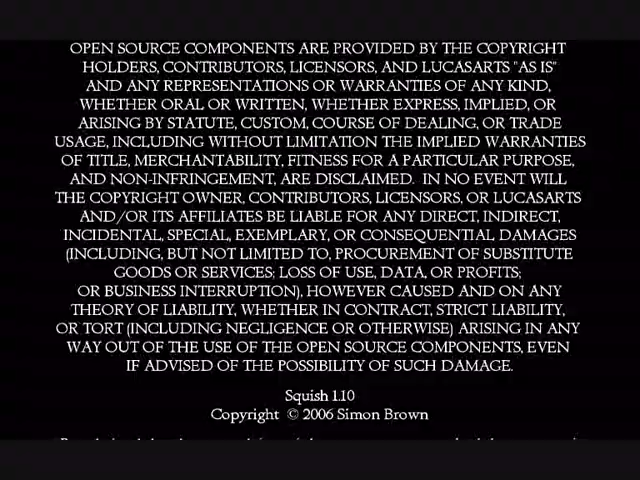 OPEN SOURCE COMPONENTS ARE PROVIDED BY THE COPYRIGHT
HOLDERS, CONTRIBUTORS, LICENSORS, AND LUCASARTS "AS IS"
AND ANY REPRESENTATIONS OR WARRANTIES OF ANY KIND,
WHETHER ORAL OR WRITTEN, WHETHER EXPRESS, IMPLIED, OR
ARISING BY STATUTE, CUSTOM, COURSE OF DEALING, OR TRADE
USAGE, INCLUDING WITHOUT LIMITATION THE IMPLIED WARRANTIES
OF TITLE, MERCHANTABILITY, FITNESS FOR A PARTICULAR PURPOSE,
AND NON-INFRINGEMENT, ARE DISCLAIMED. IN NO EVENT WILL
THE COPYRIGHT OWNER, CONTRIBUTORS, LICENSORS, OR LUCASARTS
AND/OR ITS AFFILIATES BE LIABLE FOR ANY DIRECT, INDIRECT,
INCIDENTAL, SPECIAL, EXEMPLARY, OR CONSEQUENTIAL DAMAGES
(INCLUDING, BUT NOT LIMITED TO, PROCUREMENT OF SUBSTITUTE
GOODS OR SERVICES; LOSS OF USE, DATA, OR PROFITS;
OR BUSINESS INTERRUPTION), HOWEVER CAUSED AND ON ANY
THEORY OF LIABILITY, WHETHER IN CONTRACT, STRICT LIABILITY,
OR TORT (INCLUDING NEGLIGENCE OR OTHERWISE) ARISING IN ANY
WAY OUT OF THE USE OF THE OPEN SOURCE COMPONENTS, EVEN
IF ADVISED OF THE POSSIBILITY OF SUCH DAMAGE.
Squish 1.10
Copyright © 2006 Simon Brown